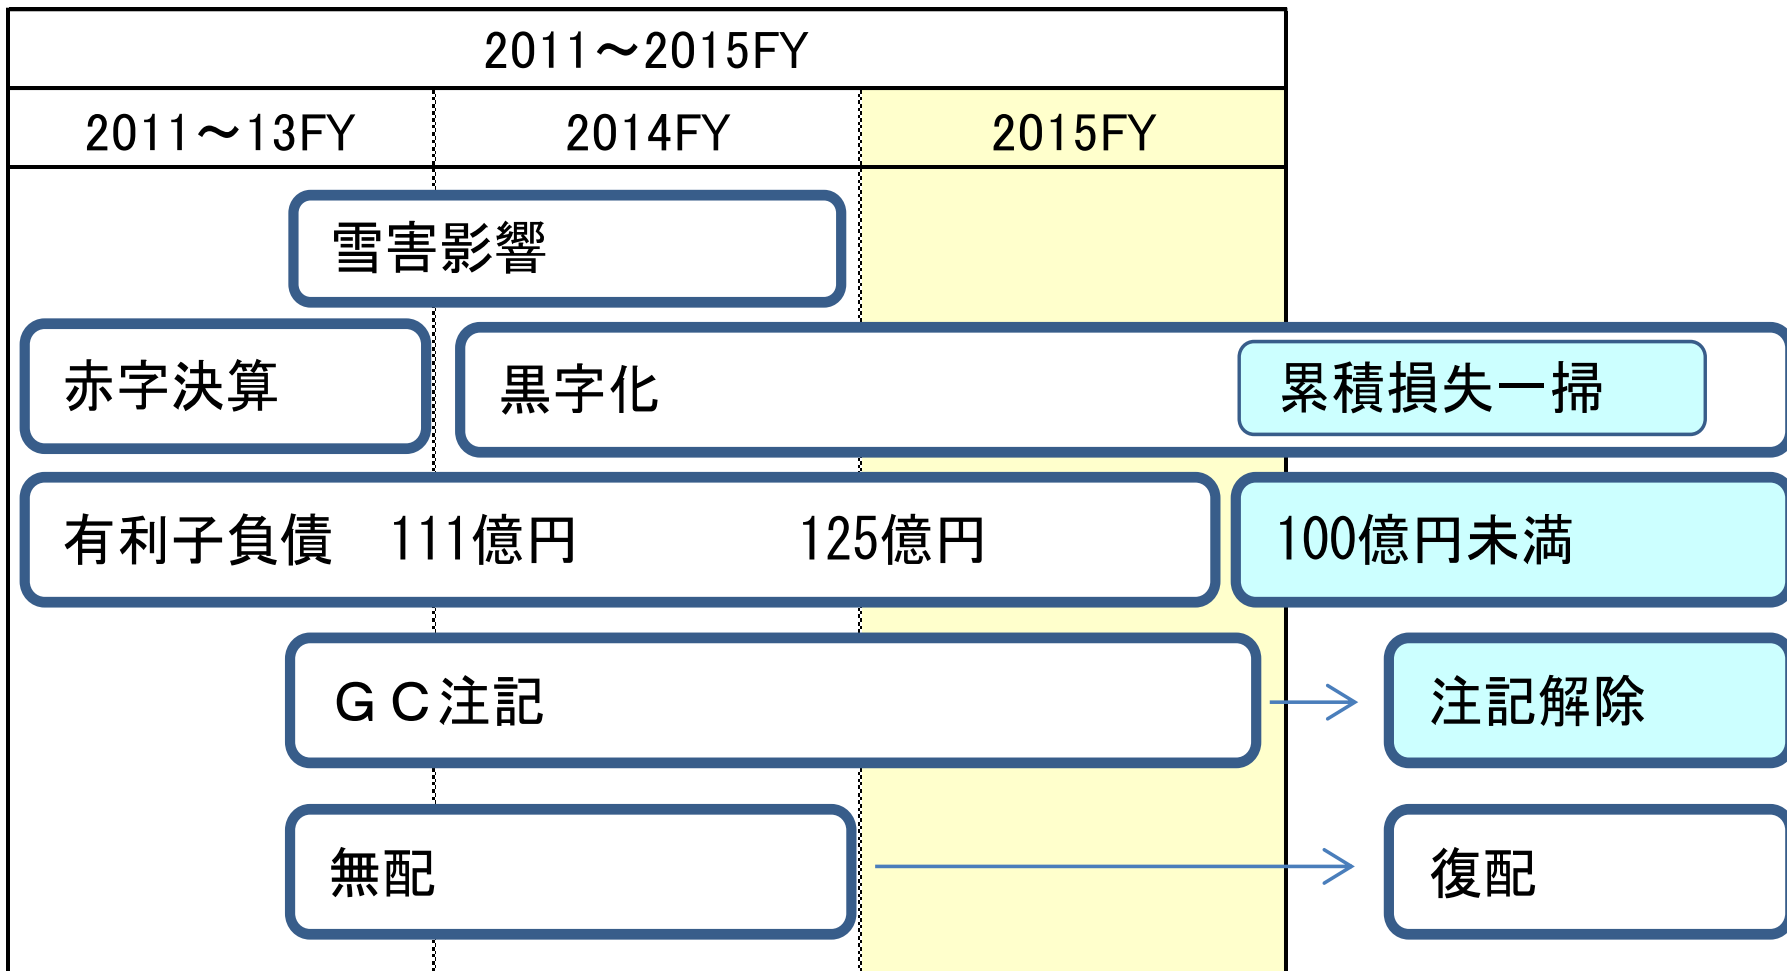 2011～2015FY
2011～13FY 2014FY 2015FY
雪害影響
赤字決算 黒字化 累積損失一掃
有利子負債 111億円 125億円 100億円未満
ＧＣ注記 注記解除
無配 復配